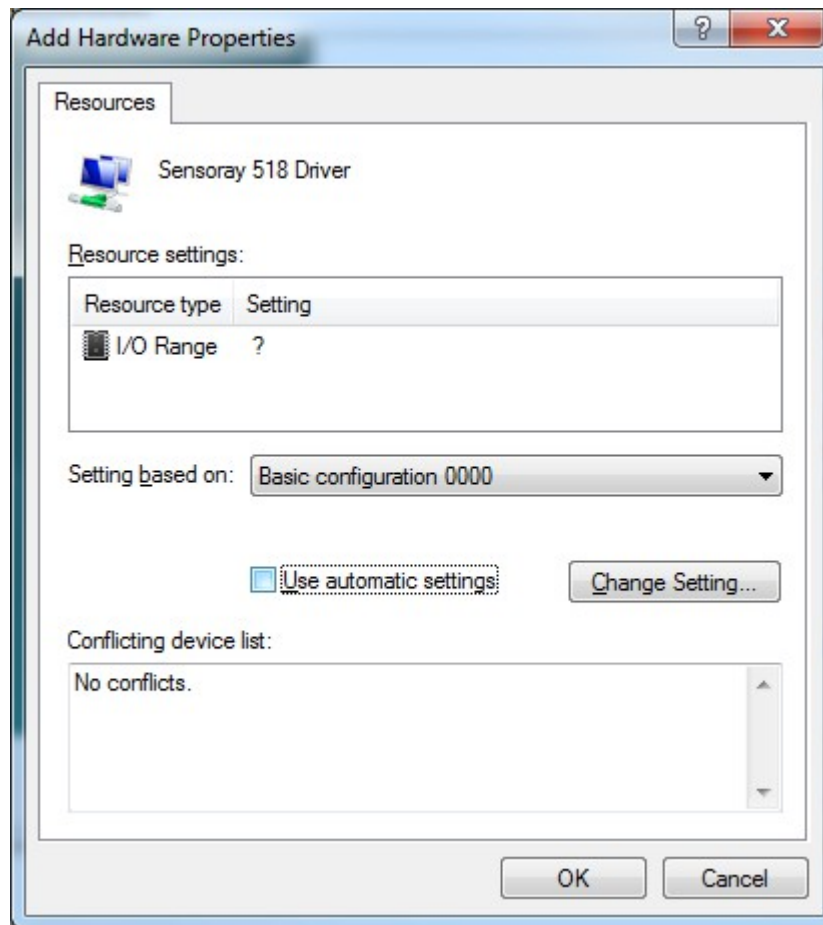 Add Hardware Properties
Resources
Sensoray 518 Driver
Resource settings:
Resource type Setting
I/O Range ?
Setting based on: Basic configuration 0000
Use automatic settings Change Setting...
Conflicting device list:
No conflicts.
OK Cancel